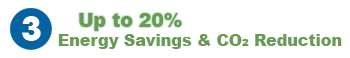 3
Up to 20%
Energy Savings & CO₂ Reduction